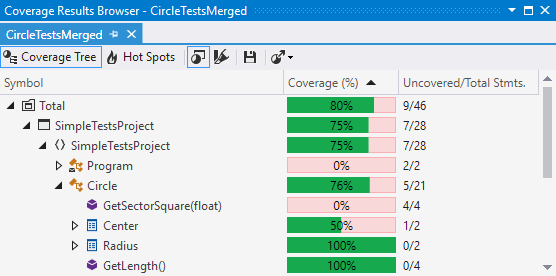 Coverage Results Browser - CircleTestsMerged
CircleTestsMerged
Coverage Tree Hot Spots
Symbol Coverage (%) Uncovered/Total Stmts.
Total 80% 9/46
SimpleTestsProject 75% 7/28
SimpleTestsProject 75% 7/28
Program 0% 2/2
Circle 76% 5/21
GetSectorSquare(float) 0% 4/4
Center 50% 1/2
Radius 100% 0/2
GetLength() 100% 0/4